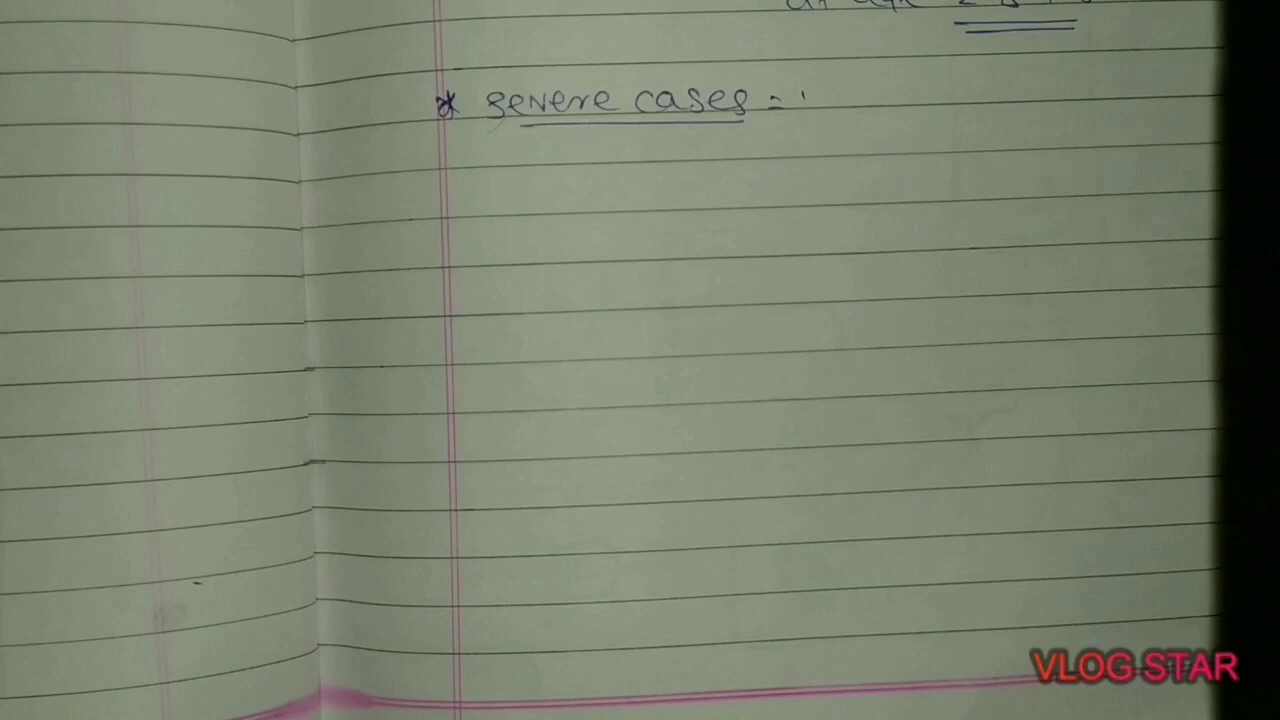 * severe cases = '
VLOG STAR